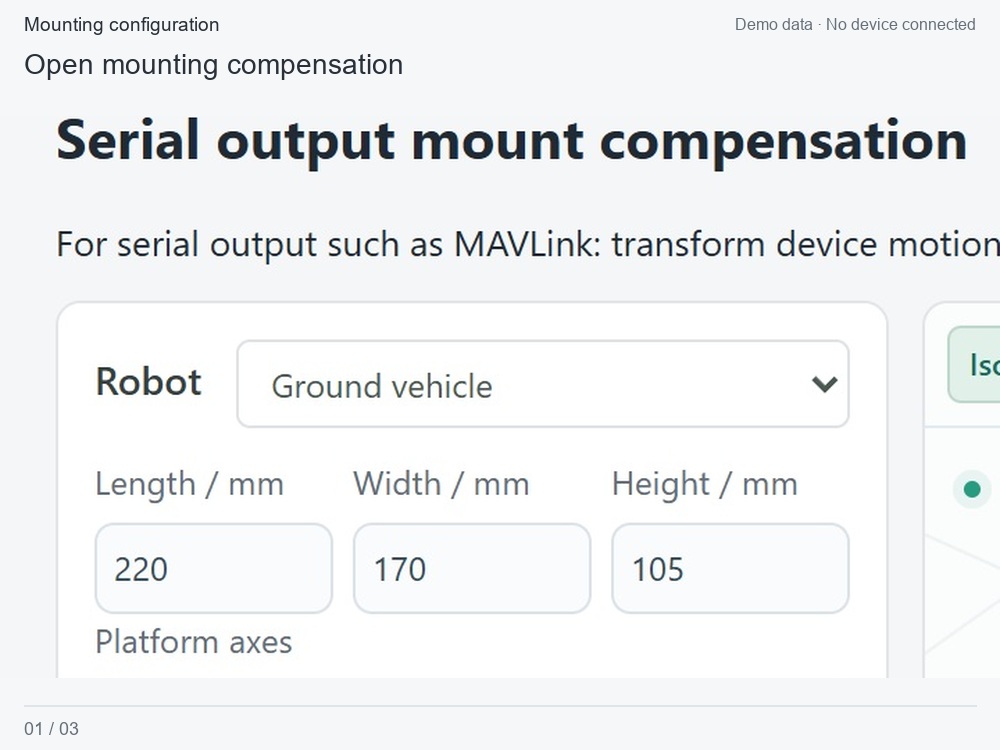 Mounting configuration
Demo data · No device connected
Open mounting compensation
Serial output mount compensation
For serial output such as MAVLink: transform device motion
Robot
Ground vehicle
Length / mm
Width / mm
Height / mm
220
170
105
Platform axes
01 / 03